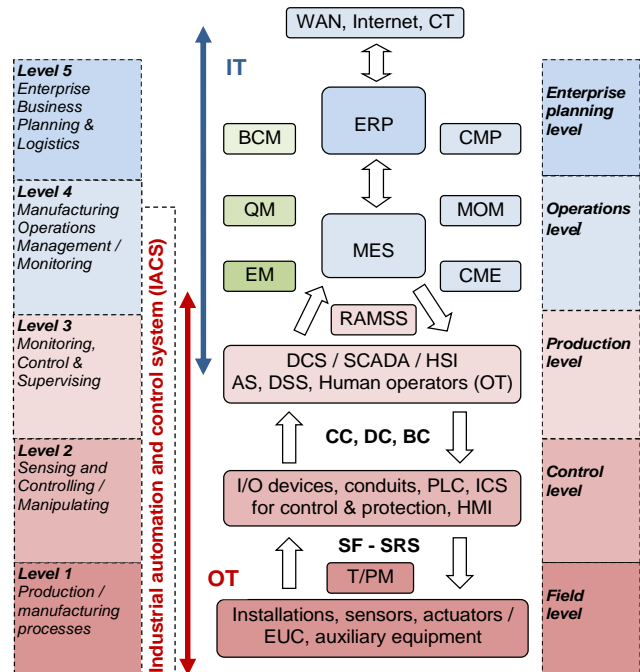 WAN, Internet, CT
IT
Level 5
Enterprise
Business
Planning &
Logistics
ERP
BCM
CMP
Enterprise
planning
level
Level 4
Manufacturing
Operations
Management /
Monitoring
QM
MOM
MES
EM
CME
Operations
level
RAMSS
Level 3
Monitoring,
Control &
Supervising
DCS / SCADA / HSI
AS, DSS, Human operators (OT)
Production
level
CC, DC, BC
Level 2
Sensing and
Controlling /
Manipulating
I/O devices, conduits, PLC, ICS
for control & protection, HMI
Control
level
SF - SRS
OT
T/PM
Level 1
Production /
manufacturing
processes
Installations, sensors, actuators /
EUC, auxiliary equipment
Field
level
Industrial automation and control system (IACS)